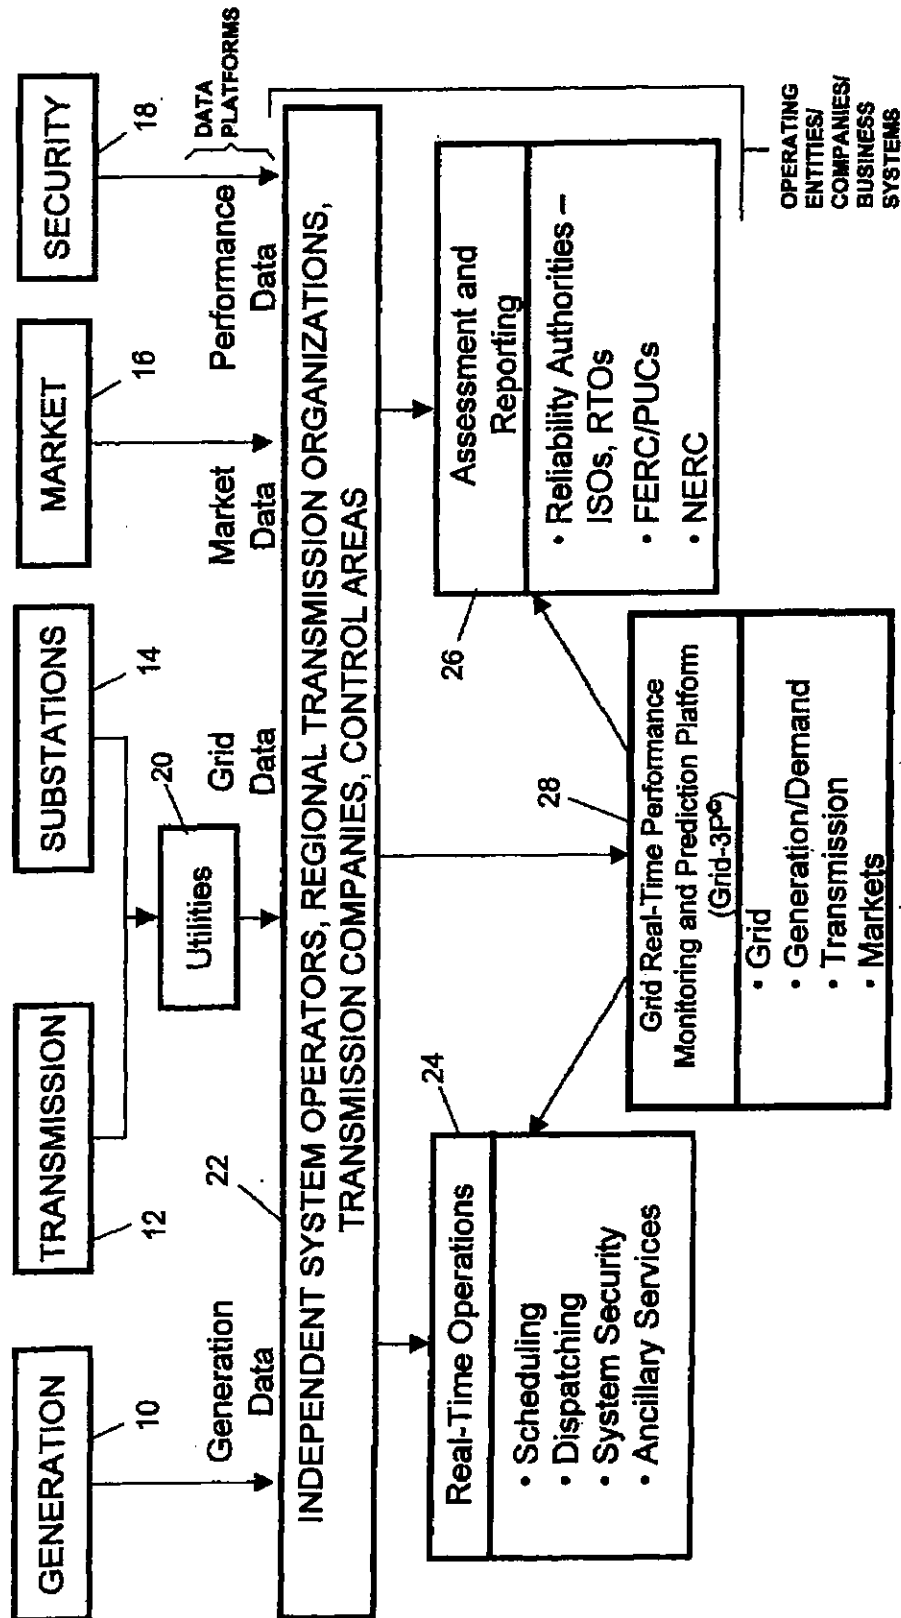 GENERATION
TRANSMISSION
SUBSTATIONS
MARKET
SECURITY
10
12
14
16
18
Utilities
20
Generation
Data
22
Grid
Data
Market
Data
Performance
Data
DATA
PLATFORMS
INDEPENDENT SYSTEM OPERATORS, REGIONAL TRANSMISSION ORGANIZATIONS,
TRANSMISSION COMPANIES, CONTROL AREAS
Real-Time Operations
24
• Scheduling
• Dispatching
• System Security
• Ancillary Services
Grid Real-Time Performance
Monitoring and Prediction Platform
(Grid-3P©)
28
• Grid
• Generation/Demand
• Transmission
• Markets
Assessment and
Reporting
26
• Reliability Authorities –
ISOs, RTOs
• FERC/PUCs
• NERC
OPERATING
ENTITIES/
COMPANIES/
BUSINESS
SYSTEMS